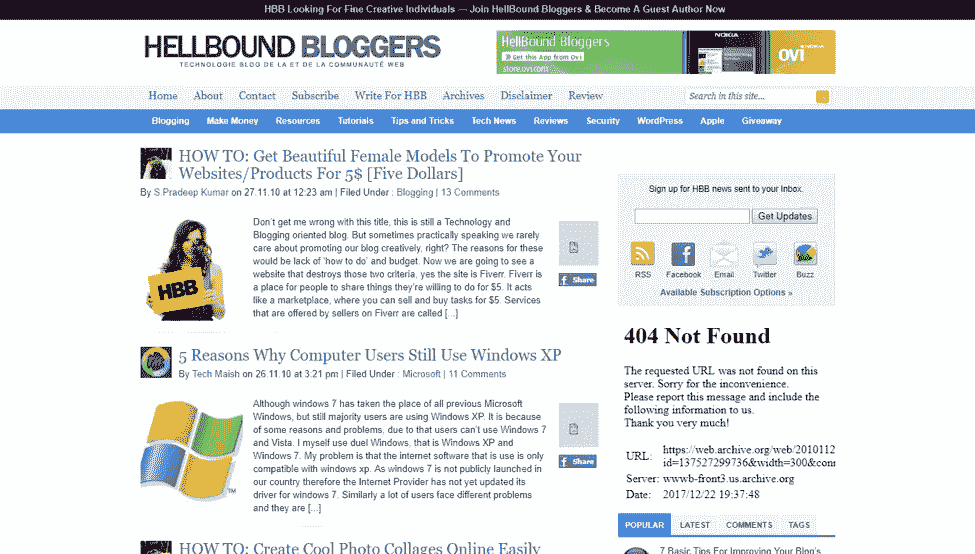 HBB Looking For Fine Creative Individuals — Join HellBound Bloggers & Become A Guest Author Now
HELLBOUND BLOGGERS
TECHNOLOGIE BLOG DE LA ET DE LA COMMUNAUTÉ WEB
HellBound Bloggers
Get this App from Ovi
store.ovi.com
NOKIA
ovi
Home About Contact Subscribe Write For HBB Archives Disclaimer Review
Search in this site...
Blogging Make Money Resources Tutorials Tips and Tricks Tech News Reviews Security WordPress Apple Giveaway
HOW TO: Get Beautiful Female Models To Promote Your
Websites/Products For 5$ [Five Dollars]
By S.Pradeep Kumar on 27.11.10 at 12:23 am | Filed Under : Blogging | 13 Comments
HBB
Don't get me wrong with this title, this is still a Technology and
Blogging oriented blog. But sometimes practically speaking we rarely
care about promoting our blog creatively, right? The reasons for these
would be lack of 'how to do' and budget. Now we are going to see a
website that destroys those two criteria, yes the site is Fiverr. Fiverr is
a place for people to share things they're willing to do for $5. It acts
like a marketplace, where you can sell and buy tasks for $5. Services
that are offered by sellers on Fiverr are called [...]
Share
5 Reasons Why Computer Users Still Use Windows XP
By Tech Maish on 26.11.10 at 3:21 pm | Filed Under : Microsoft | 11 Comments
Although windows 7 has taken the place of all previous Microsoft
Windows, but still majority users are using Windows XP. It is because
of some reasons and problems, due to that users can't use Windows 7
and Vista. I myself use duel Windows, that is Windows XP and
Windows 7. My problem is that the internet software that is use is only
compatible with windows xp. As windows 7 is not publicly launched in
our country therefore the Internet Provider has not yet updated its
driver for windows 7. Similarly a lot of users face different problems
and they are [...]
Share
TM
HOW TO: Create Cool Photo Collages Online Easily
Sign up for HBB news sent to your Inbox.
Get Updates
RSS Facebook Email Twitter Buzz
Available Subscription Options »
404 Not Found
The requested URL was not found on this
server. Sorry for the inconvenience.
Please report this message and include the
following information to us.
Thank you very much!
URL: https://web.archive.org/web/2010112
id=137527299736&width=300&conn
Server: wwwb-front3.us.archive.org
Date: 2017/12/22 19:37:48
POPULAR LATEST COMMENTS TAGS
7 Basic Tips For Improving Your Blog's